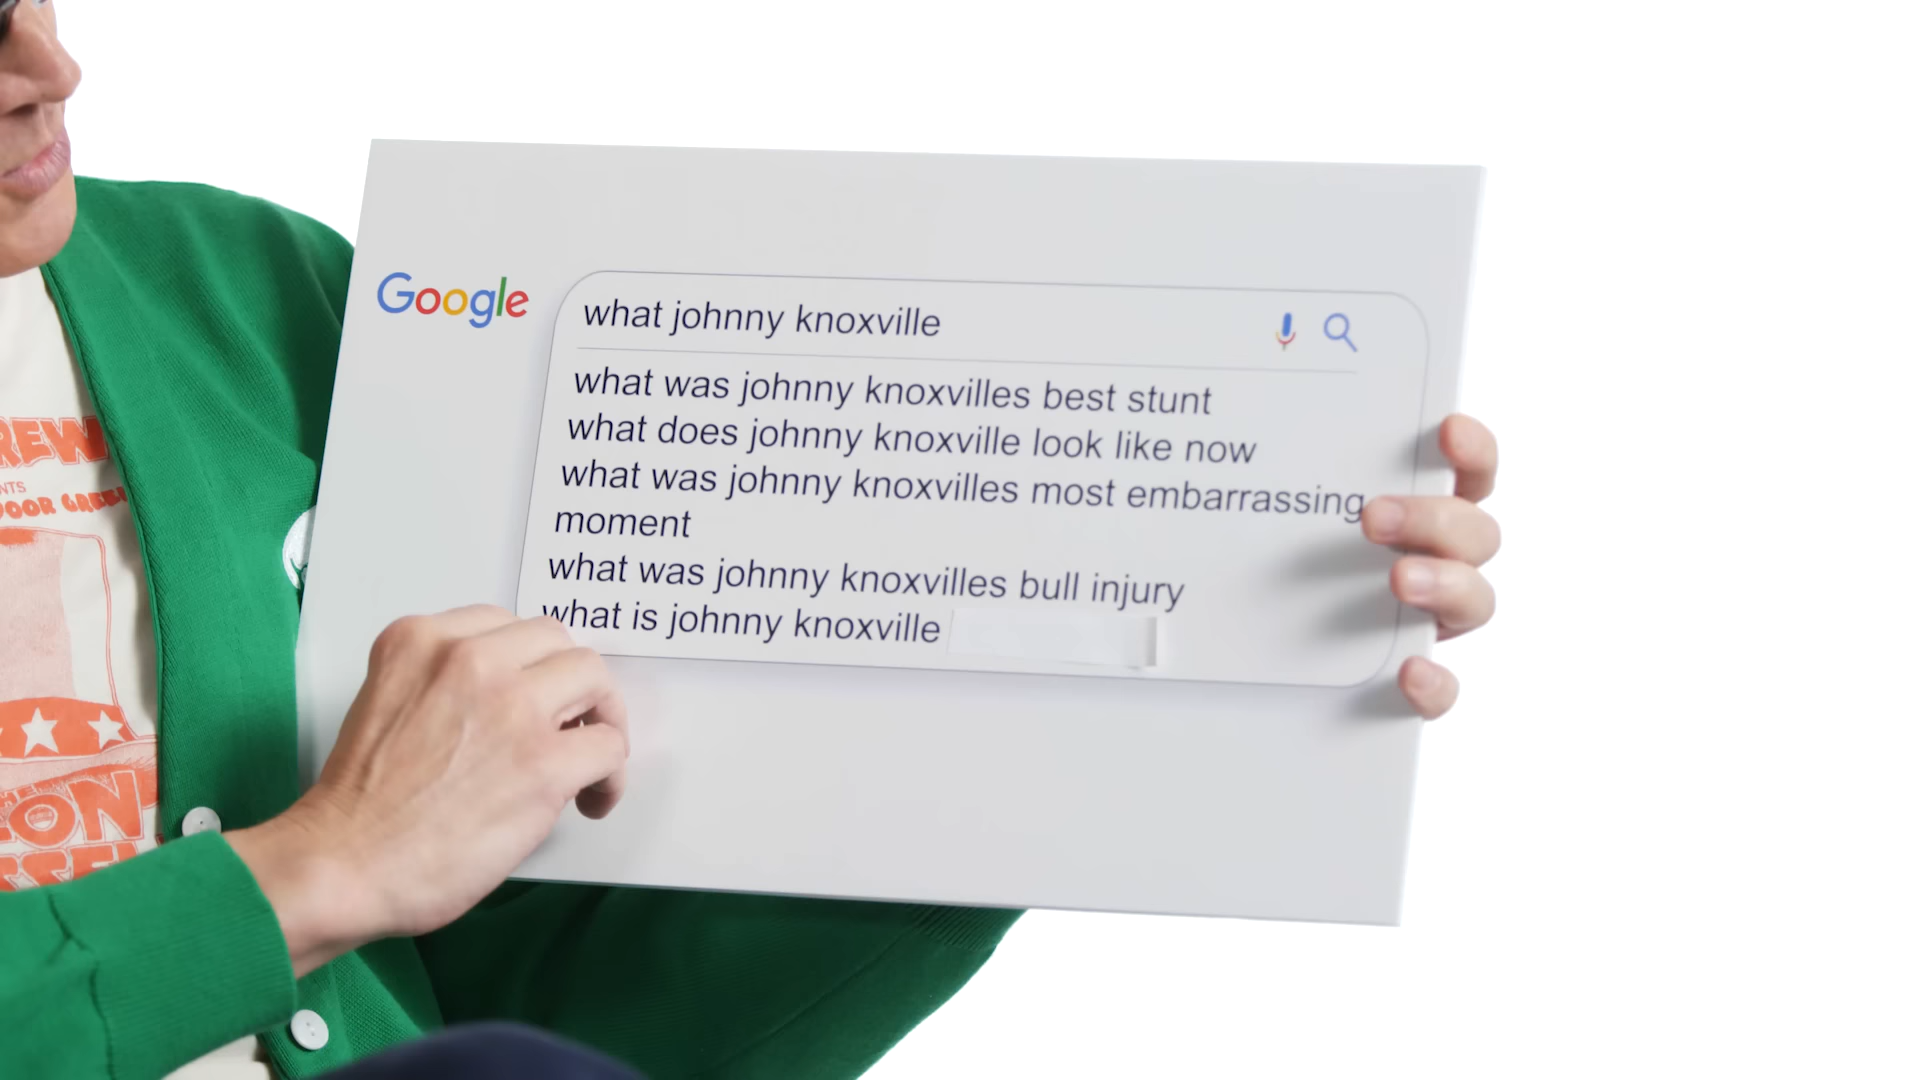 Google
what johnny knoxville
what was johnny knoxvilles best stunt
what does johnny knoxville look like now
what was johnny knoxvilles most embarrassing
moment
what was johnny knoxvilles bull injury
what is johnny knoxville